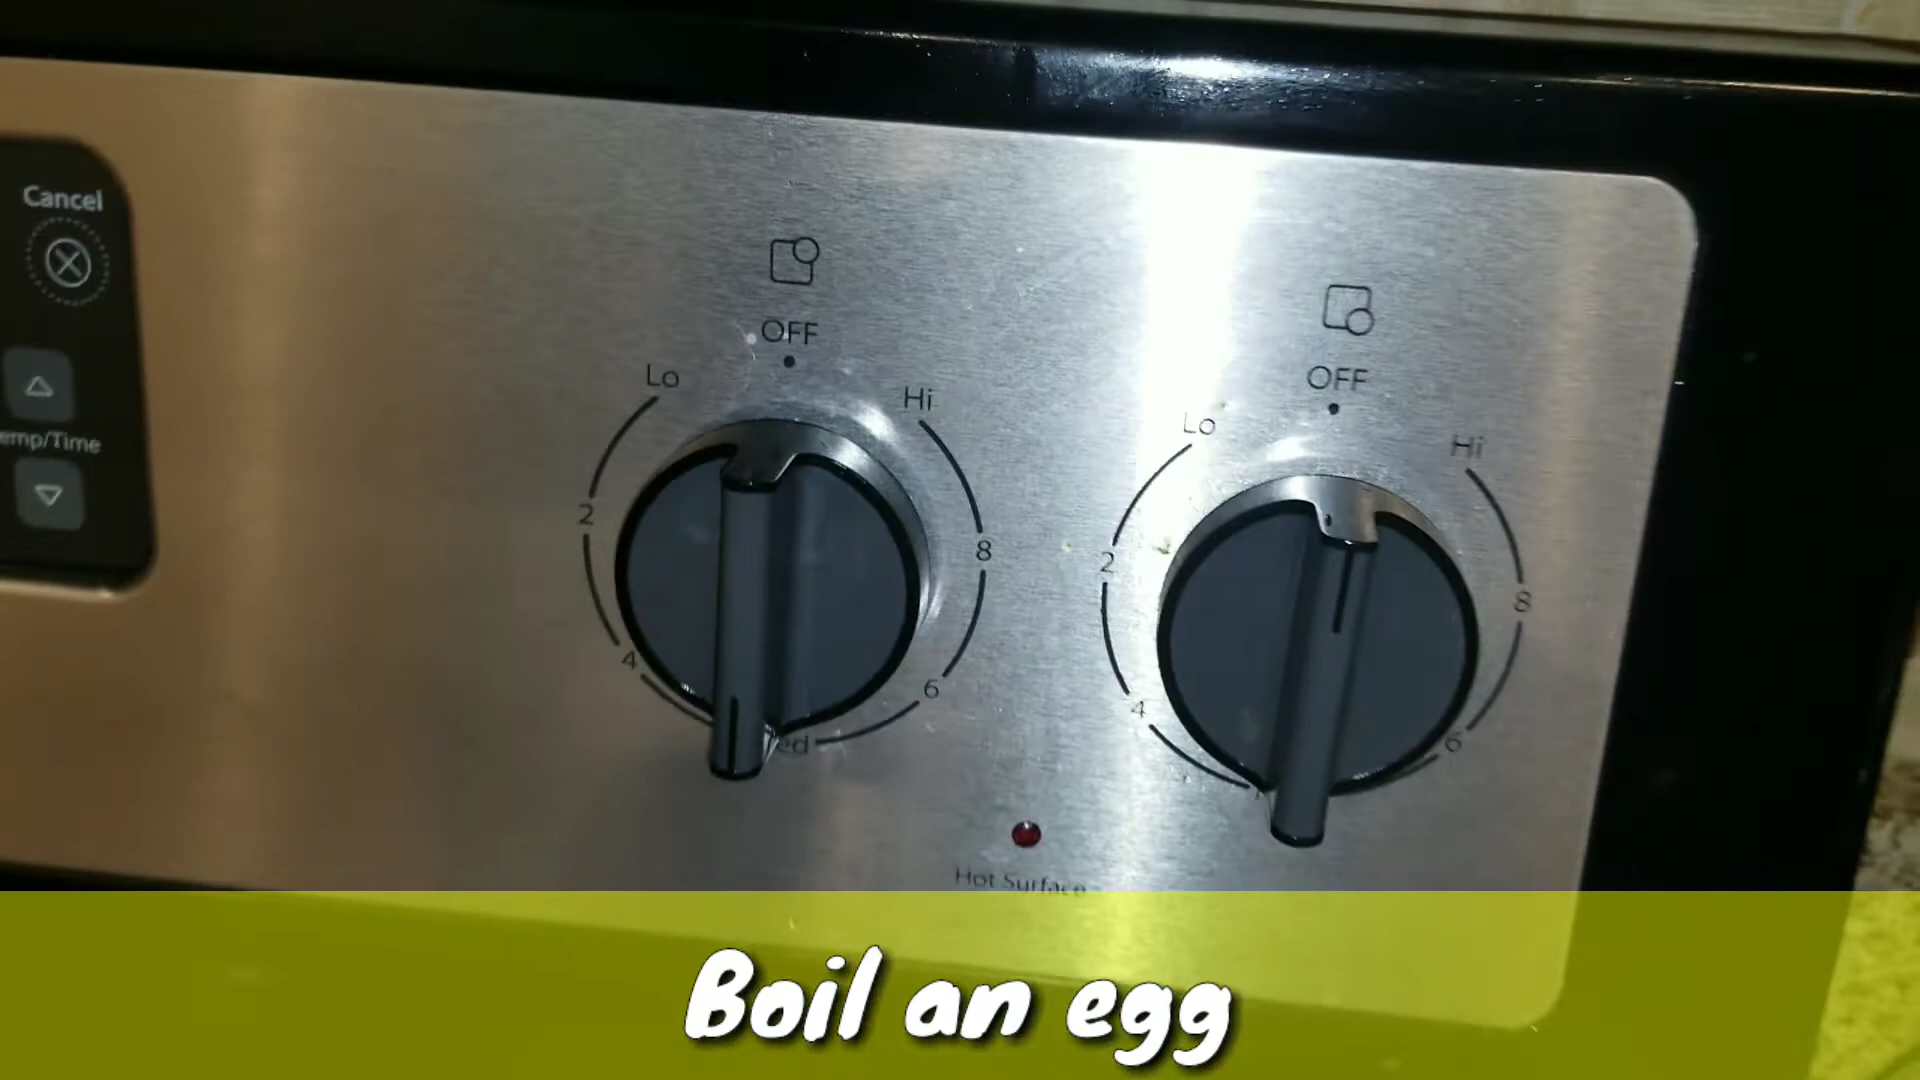 Cancel
OFF
Lo
Hi
OFF
Lo
Hi
emp/Time
2
8
2
8
4
6
ed
4
6
Hot Surface
Boil an egg